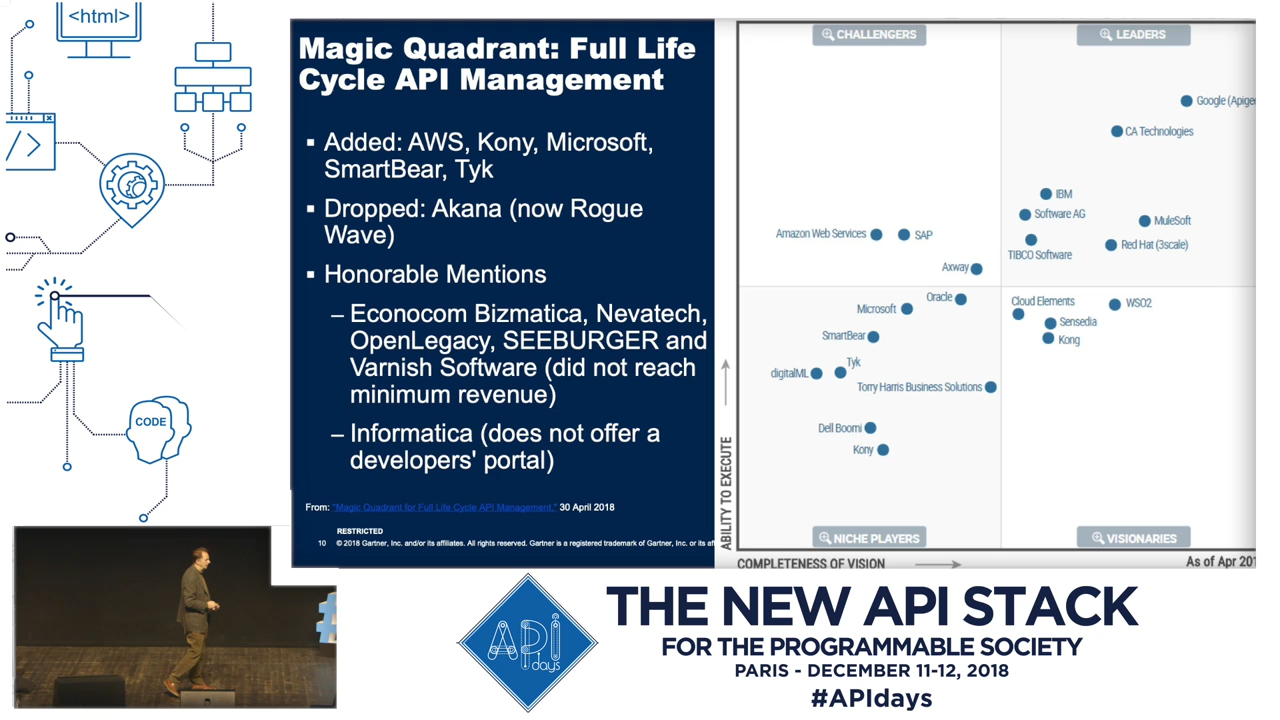 <html>
</>
CODE
Magic Quadrant: Full Life
Cycle API Management
▪ Added: AWS, Kony, Microsoft,
SmartBear, Tyk
▪ Dropped: Akana (now Rogue
Wave)
▪ Honorable Mentions
– Econocom Bizmatica, Nevatech,
OpenLegacy, SEEBURGER and
Varnish Software (did not reach
minimum revenue)
– Informatica (does not offer a
developers' portal)
From: "Magic Quadrant for Full Life Cycle API Management," 30 April 2018
RESTRICTED
10 © 2018 Gartner, Inc. and/or its affiliates. All rights reserved. Gartner is a registered trademark of Gartner, Inc. or its af
CHALLENGERS
LEADERS
Google (Apigee
CA Technologies
IBM
Software AG
MuleSoft
Amazon Web Services
SAP
Red Hat (3scale)
TIBCO Software
Axway
Oracle
Microsoft
Cloud Elements
WSO2
Sensedia
SmartBear
Kong
Tyk
digitalML
Torry Harris Business Solutions
Dell Boomi
Kony
ABILITY TO EXECUTE
NICHE PLAYERS
VISIONARIES
COMPLETENESS OF VISION
As of Apr 201
#
API
days
THE NEW API STACK
FOR THE PROGRAMMABLE SOCIETY
PARIS - DECEMBER 11-12, 2018
#APIdays